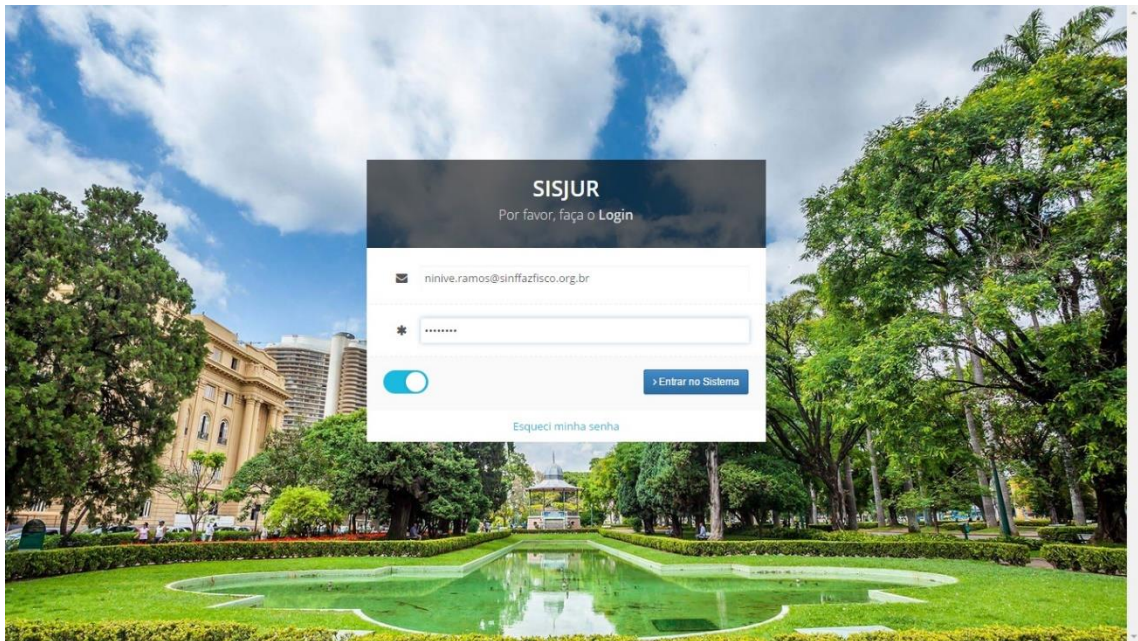 SISJUR
Por favor, faça o Login
ninive.ramos@sinffazfisco.org.br
········
> Entrar no Sistema
Esqueci minha senha